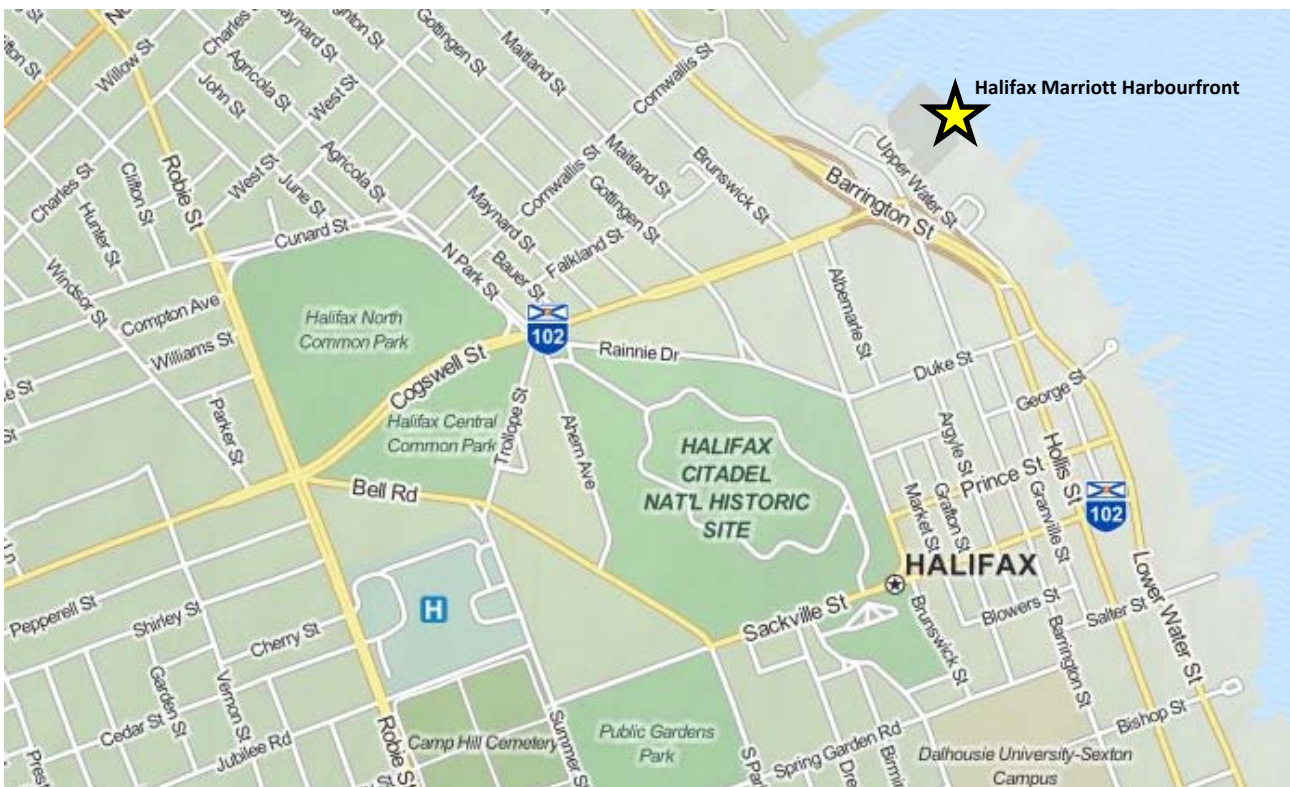 Charles St
Willow St
Maynard St
Gottingen St
Maitland St
Cornwallis St
Halifax Marriott Harbourfront
John St
Agricola St
West St
Robie St
Charles St
Clifton St
Hunter St
West St
June St
Agricola St
Cunard St
Maynard St
Cornwallis St
Maitland St
Gottingen St
Brunswick St
Upper Water St
Barrington St
Windsor St
Compton Ave
Williams St
Parker St
Halifax North
Common Park
N Park St
Bauer St
Falkland St
102
Cogswell St
Rainnie Dr
Albemarle St
Duke St
George St
Halifax Central
Common Park
Trollope St
Ahern Ave
HALIFAX
CITADEL
NAT'L HISTORIC
SITE
Bell Rd
Argyle St
Prince St
Hollis St
102
Market St
Grafton St
Granville St
HALIFAX
H
Pepperell St
Shirley St
Cherry St
Sackville St
Brunswick St
Blowers St
Salter St
Lower Water St
Garden St
Vernon St
Cedar St
Jubilee Rd
Robie St
Camp Hill Cemetery
Summer St
Public Gardens
Park
S Par
Spring Garden Rd
Barrington St
Bishop St
Dalhousie University-Sexton
Campus